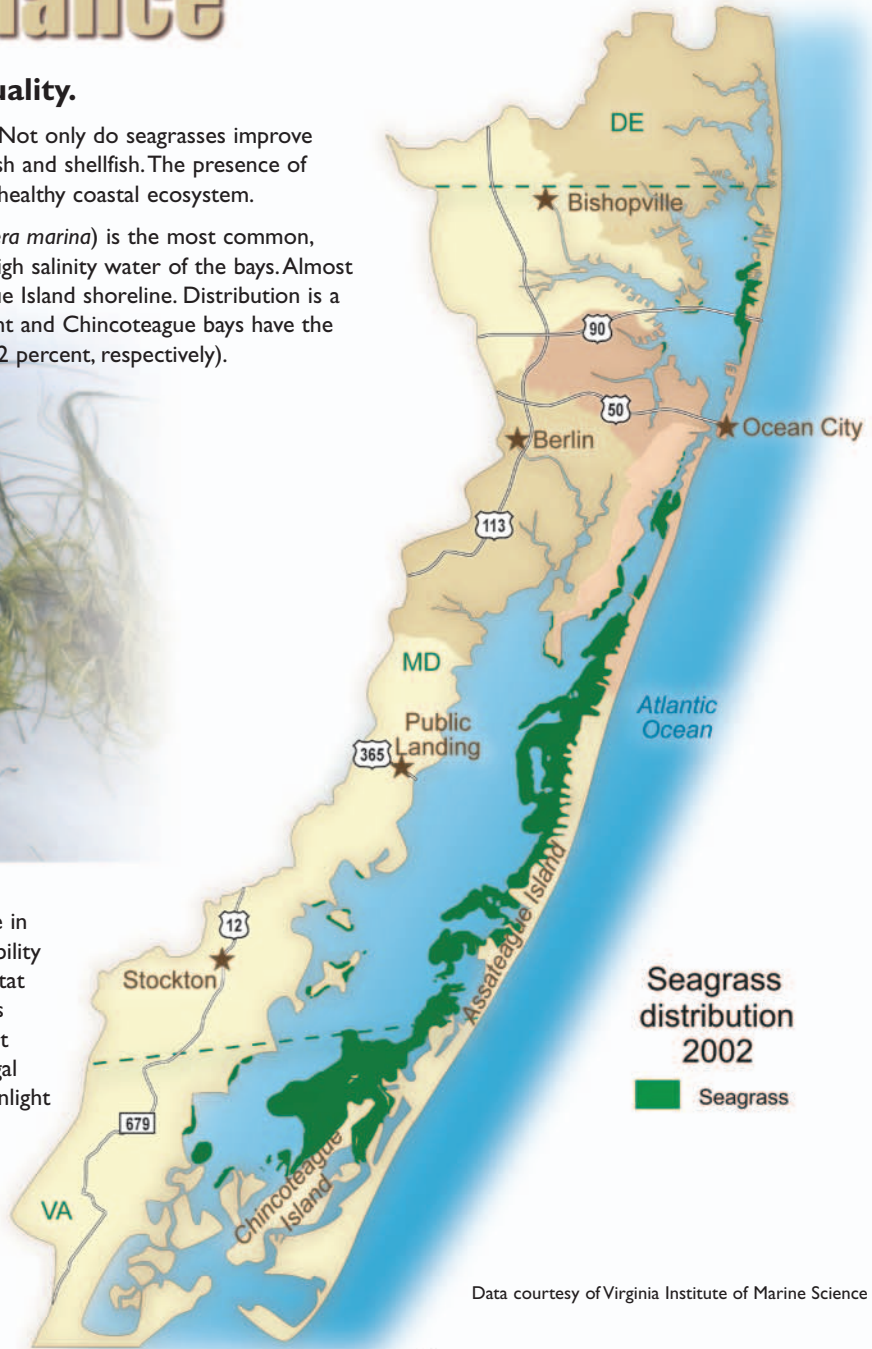 uality.
Not only do seagrasses improve
sh and shellfish. The presence of
healthy coastal ecosystem.
era marina) is the most common,
igh salinity water of the bays. Almost
ue Island shoreline. Distribution is a
nt and Chincoteague bays have the
2 percent, respectively).
DE
Bishopville
90
50
Ocean City
Berlin
113
MD
Public
Landing
365
Atlantic
Ocean
Assateague Island
e in
bility
tat
s
t
gal
nlight
12
Stockton
679
VA
Chincoteague
Island
Seagrass
distribution
2002
Seagrass
Data courtesy of Virginia Institute of Marine Science